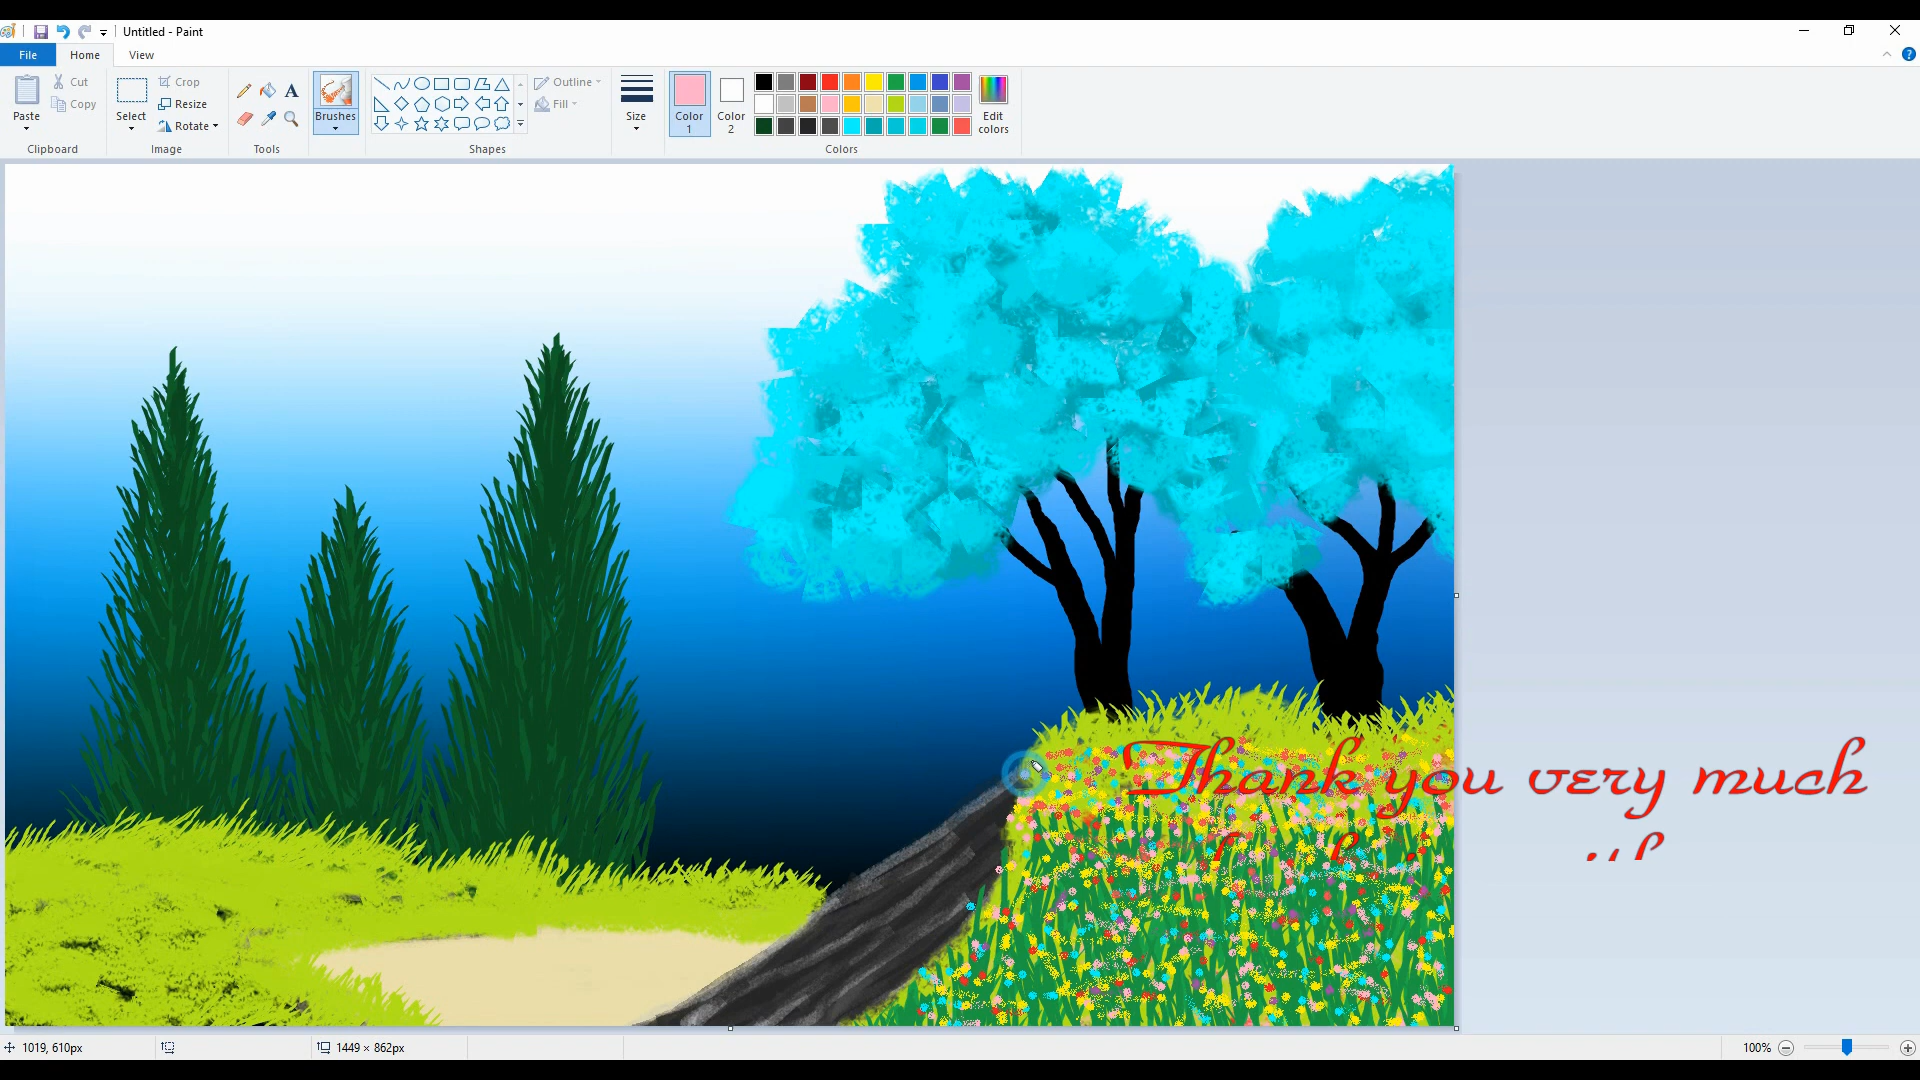 Untitled - Paint
File Home View
Paste
Cut
Copy
Clipboard
Select
Crop
Resize
Rotate
Image
A
Tools
Brushes
Shapes
Outline
Fill
Size
Color 1
Color 2
Edit colors
Colors
Thank you very much
1019, 610px
1449 × 862px
100%